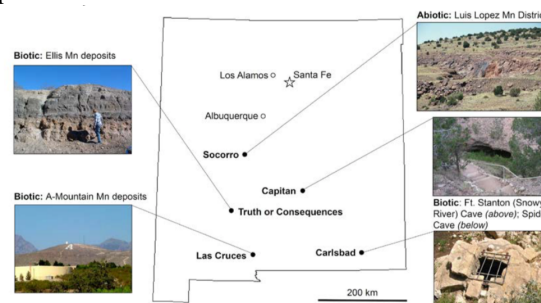 Abiotic: Luis Lopez Mn Distri
Biotic: Ellis Mn deposits
Los Alamos
Santa Fe
Albuquerque
Socorro
Capitan
Biotic: Ft. Stanton (Snowy
River) Cave (above); Spid
Cave (below)
Biotic: A-Mountain Mn deposits
Truth or Consequences
Las Cruces
Carlsbad
200 km